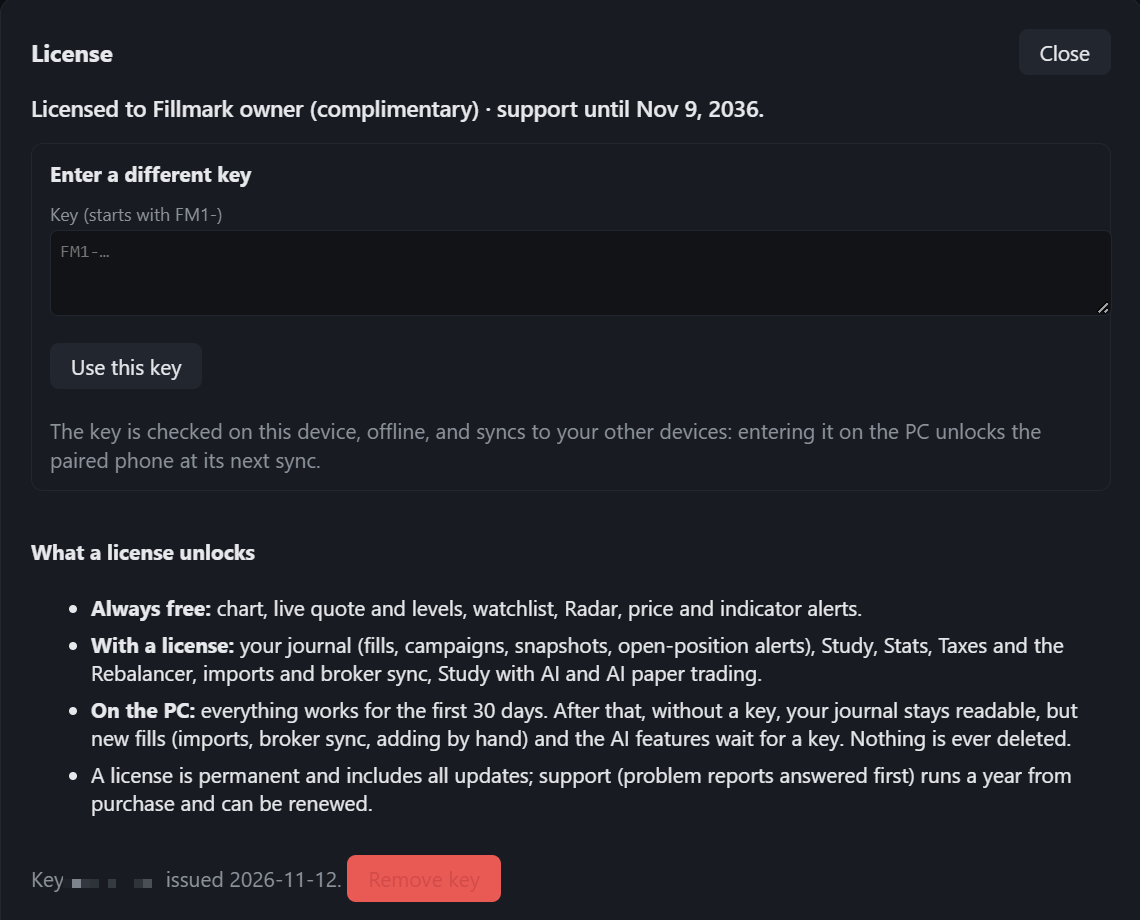 License
Close
Licensed to Fillmark owner (complimentary) · support until Nov 9, 2036.
Enter a different key
Key (starts with FM1-)
FM1-…
Use this key
The key is checked on this device, offline, and syncs to your other devices: entering it on the PC unlocks the
paired phone at its next sync.
What a license unlocks
• Always free: chart, live quote and levels, watchlist, Radar, price and indicator alerts.
• With a license: your journal (fills, campaigns, snapshots, open-position alerts), Study, Stats, Taxes and the
Rebalancer, imports and broker sync, Study with AI and AI paper trading.
• On the PC: everything works for the first 30 days. After that, without a key, your journal stays readable, but
new fills (imports, broker sync, adding by hand) and the AI features wait for a key. Nothing is ever deleted.
• A license is permanent and includes all updates; support (problem reports answered first) runs a year from
purchase and can be renewed.
Key issued 2026-11-12. Remove key